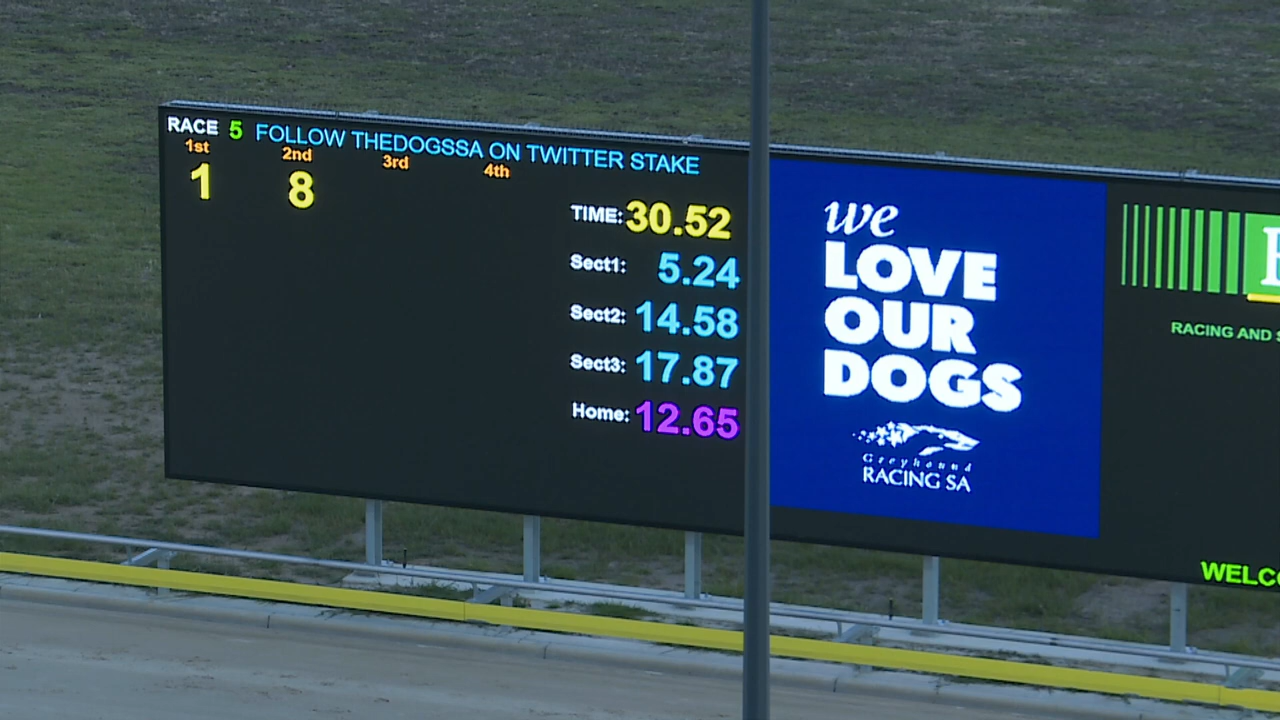 RACE 5 FOLLOW THEDOGSSA ON TWITTER STAKE
1st 2nd 3rd 4th
1 8
TIME: 30.52
Sect1: 5.24
Sect2: 14.58
Sect3: 17.87
Home: 12.65
we
LOVE
OUR
DOGS
Greyhound
RACING SA
RACING AND